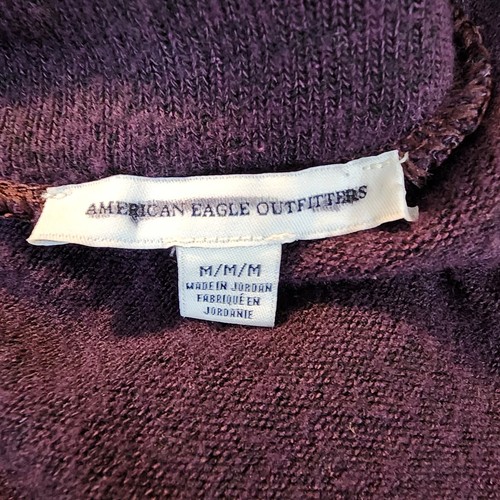 AMERICAN EAGLE OUTFITTERS
M/M/M
MADE IN JORDAN
FABRIQUÉ EN
JORDANIE